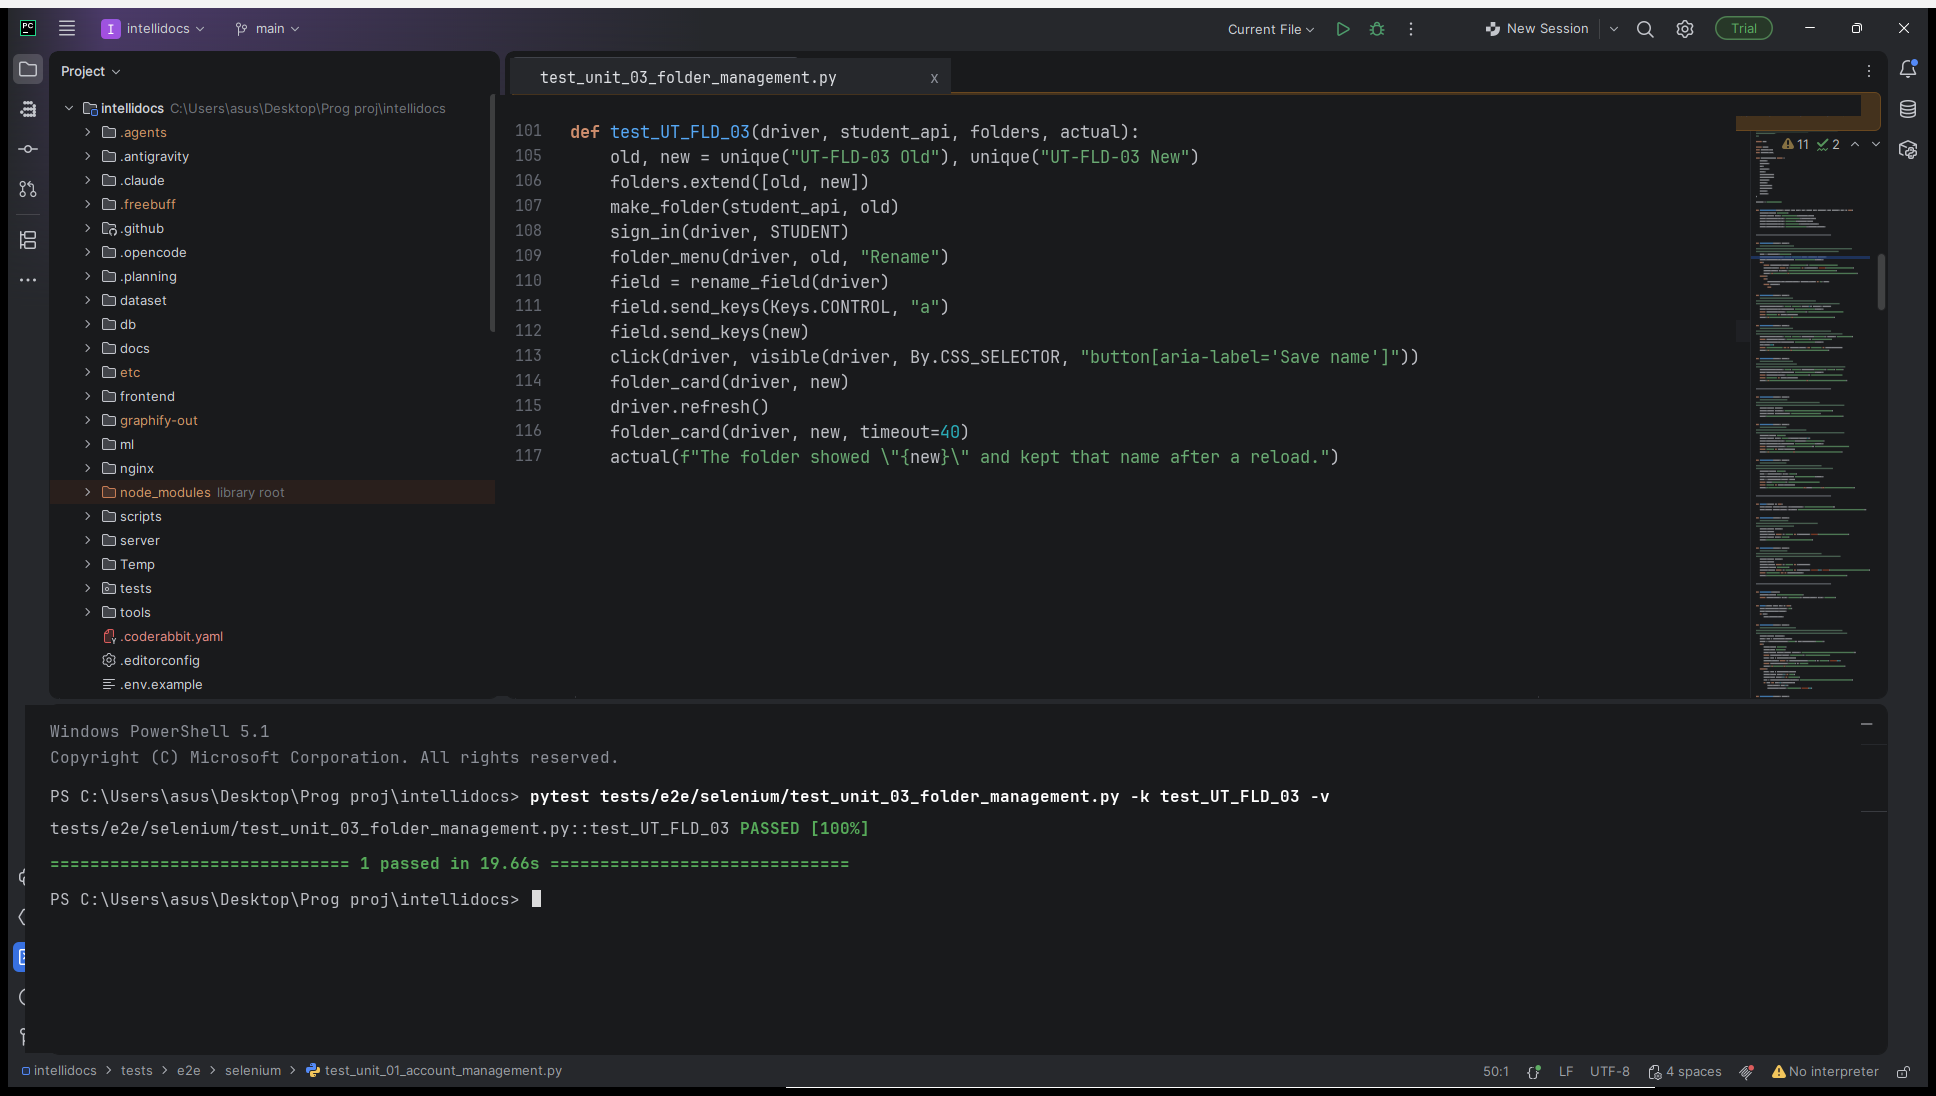 PC
I intellidocs main Current File New Session Trial
Project
test_unit_03_folder_management.py x
intellidocs C:\Users\asus\Desktop\Prog proj\intellidocs
.agents
.antigravity
.claude
.freebuff
.github
.opencode
.planning
dataset
db
docs
etc
frontend
graphify-out
ml
nginx
node_modules library root
scripts
server
Temp
tests
tools
.coderabbit.yaml
.editorconfig
.env.example
101 def test_UT_FLD_03(driver, student_api, folders, actual):
105 old, new = unique("UT-FLD-03 Old"), unique("UT-FLD-03 New")
106 folders.extend([old, new])
107 make_folder(student_api, old)
108 sign_in(driver, STUDENT)
109 folder_menu(driver, old, "Rename")
110 field = rename_field(driver)
111 field.send_keys(Keys.CONTROL, "a")
112 field.send_keys(new)
113 click(driver, visible(driver, By.CSS_SELECTOR, "button[aria-label='Save name']"))
114 folder_card(driver, new)
115 driver.refresh()
116 folder_card(driver, new, timeout=40)
117 actual(f"The folder showed \"{new}\" and kept that name after a reload.")
11 2
Windows PowerShell 5.1
Copyright (C) Microsoft Corporation. All rights reserved.
PS C:\Users\asus\Desktop\Prog proj\intellidocs> pytest tests/e2e/selenium/test_unit_03_folder_management.py -k test_UT_FLD_03 -v
tests/e2e/selenium/test_unit_03_folder_management.py::test_UT_FLD_03 PASSED [100%]
============================== 1 passed in 19.66s ==============================
PS C:\Users\asus\Desktop\Prog proj\intellidocs>
intellidocs > tests > e2e > selenium > test_unit_01_account_management.py 50:1 LF UTF-8 4 spaces No interpreter